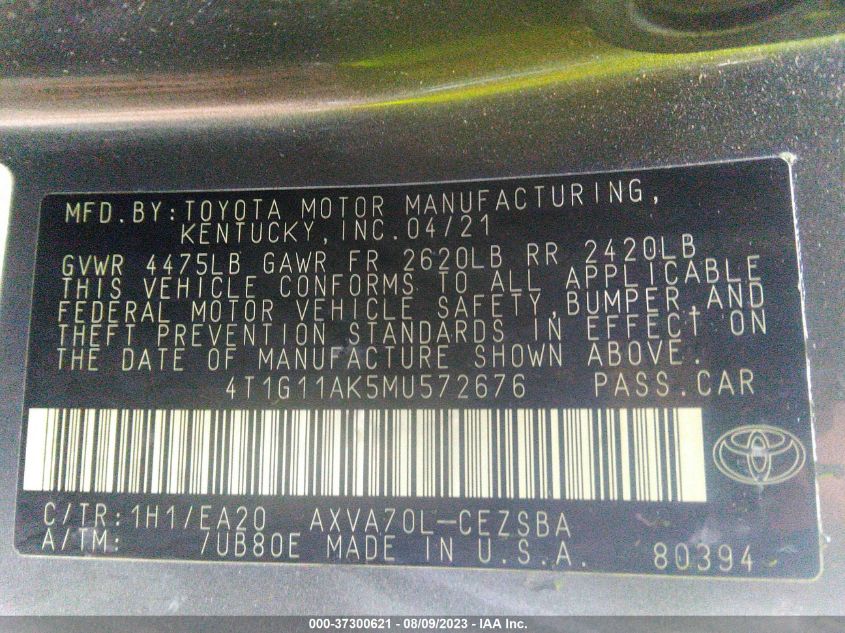 MFD.BY:TOYOTA MOTOR MANUFACTURING,
KENTUCKY,INC.04/21
GVWR 4475LB GAWR FR 2620LB RR 2420LB
THIS VEHICLE CONFORMS TO ALL APPLICABLE
FEDERAL MOTOR VEHICLE SAFETY,BUMPER,AND
THEFT PREVENTION STANDARDS IN EFFECT ON
THE DATE OF MANUFACTURE SHOWN ABOVE.
4T1G11AK5MU572676 PASS.CAR
C/TR:1H1/EA20 AXVA70L-CEZSBA
A/TM: /UB80E MADE IN U.S.A. 80394
000-37300621 - 08/09/2023 - IAA Inc.